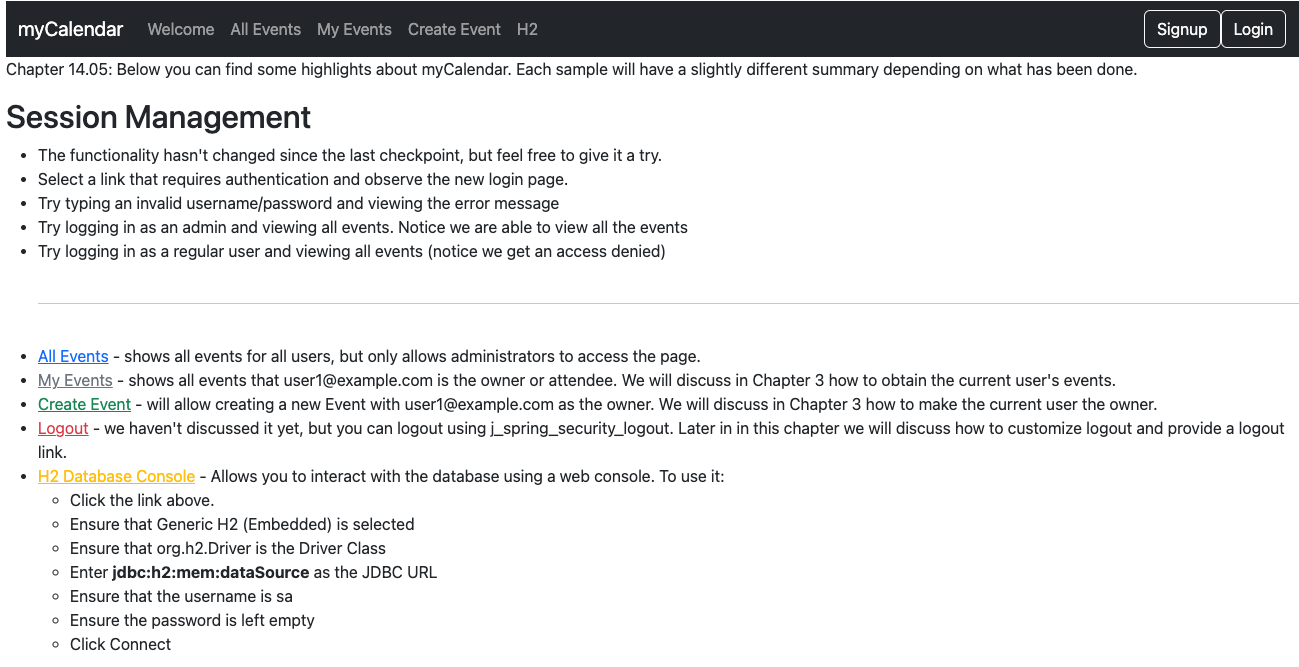 myCalendar Welcome All Events My Events Create Event H2 Signup Login
Chapter 14.05: Below you can find some highlights about myCalendar. Each sample will have a slightly different summary depending on what has been done.
Session Management
• The functionality hasn't changed since the last checkpoint, but feel free to give it a try.
• Select a link that requires authentication and observe the new login page.
• Try typing an invalid username/password and viewing the error message
• Try logging in as an admin and viewing all events. Notice we are able to view all the events
• Try logging in as a regular user and viewing all events (notice we get an access denied)
• All Events - shows all events for all users, but only allows administrators to access the page.
• My Events - shows all events that user1@example.com is the owner or attendee. We will discuss in Chapter 3 how to obtain the current user's events.
• Create Event - will allow creating a new Event with user1@example.com as the owner. We will discuss in Chapter 3 how to make the current user the owner.
• Logout - we haven't discussed it yet, but you can logout using j_spring_security_logout. Later in in this chapter we will discuss how to customize logout and provide a logout
link.
• H2 Database Console - Allows you to interact with the database using a web console. To use it:
◦ Click the link above.
◦ Ensure that Generic H2 (Embedded) is selected
◦ Ensure that org.h2.Driver is the Driver Class
◦ Enter jdbc:h2:mem:dataSource as the JDBC URL
◦ Ensure that the username is sa
◦ Ensure the password is left empty
◦ Click Connect